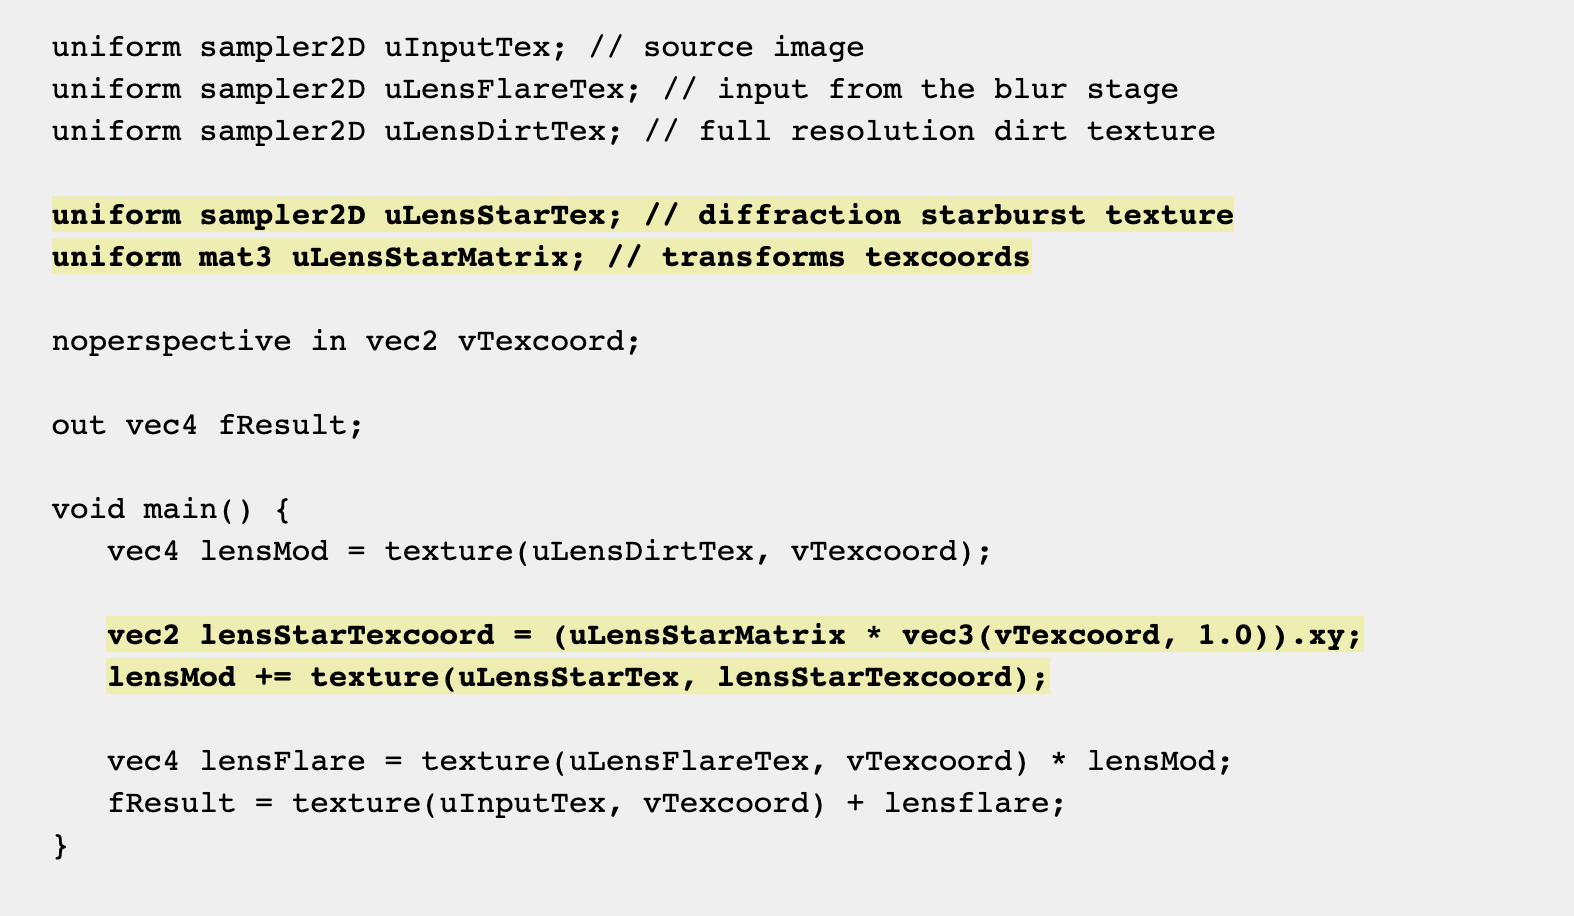 uniform sampler2D uInputTex; // source image
uniform sampler2D uLensFlareTex; // input from the blur stage
uniform sampler2D uLensDirtTex; // full resolution dirt texture
uniform sampler2D uLensStarTex; // diffraction starburst texture
uniform mat3 uLensStarMatrix; // transforms texcoords
noperspective in vec2 vTexcoord;
out vec4 fResult;
void main() {
   vec4 lensMod = texture(uLensDirtTex, vTexcoord);
   vec2 lensStarTexcoord = (uLensStarMatrix * vec3(vTexcoord, 1.0)).xy;
   lensMod += texture(uLensStarTex, lensStarTexcoord);
   vec4 lensFlare = texture(uLensFlareTex, vTexcoord) * lensMod;
   fResult = texture(uInputTex, vTexcoord) + lensflare;
}